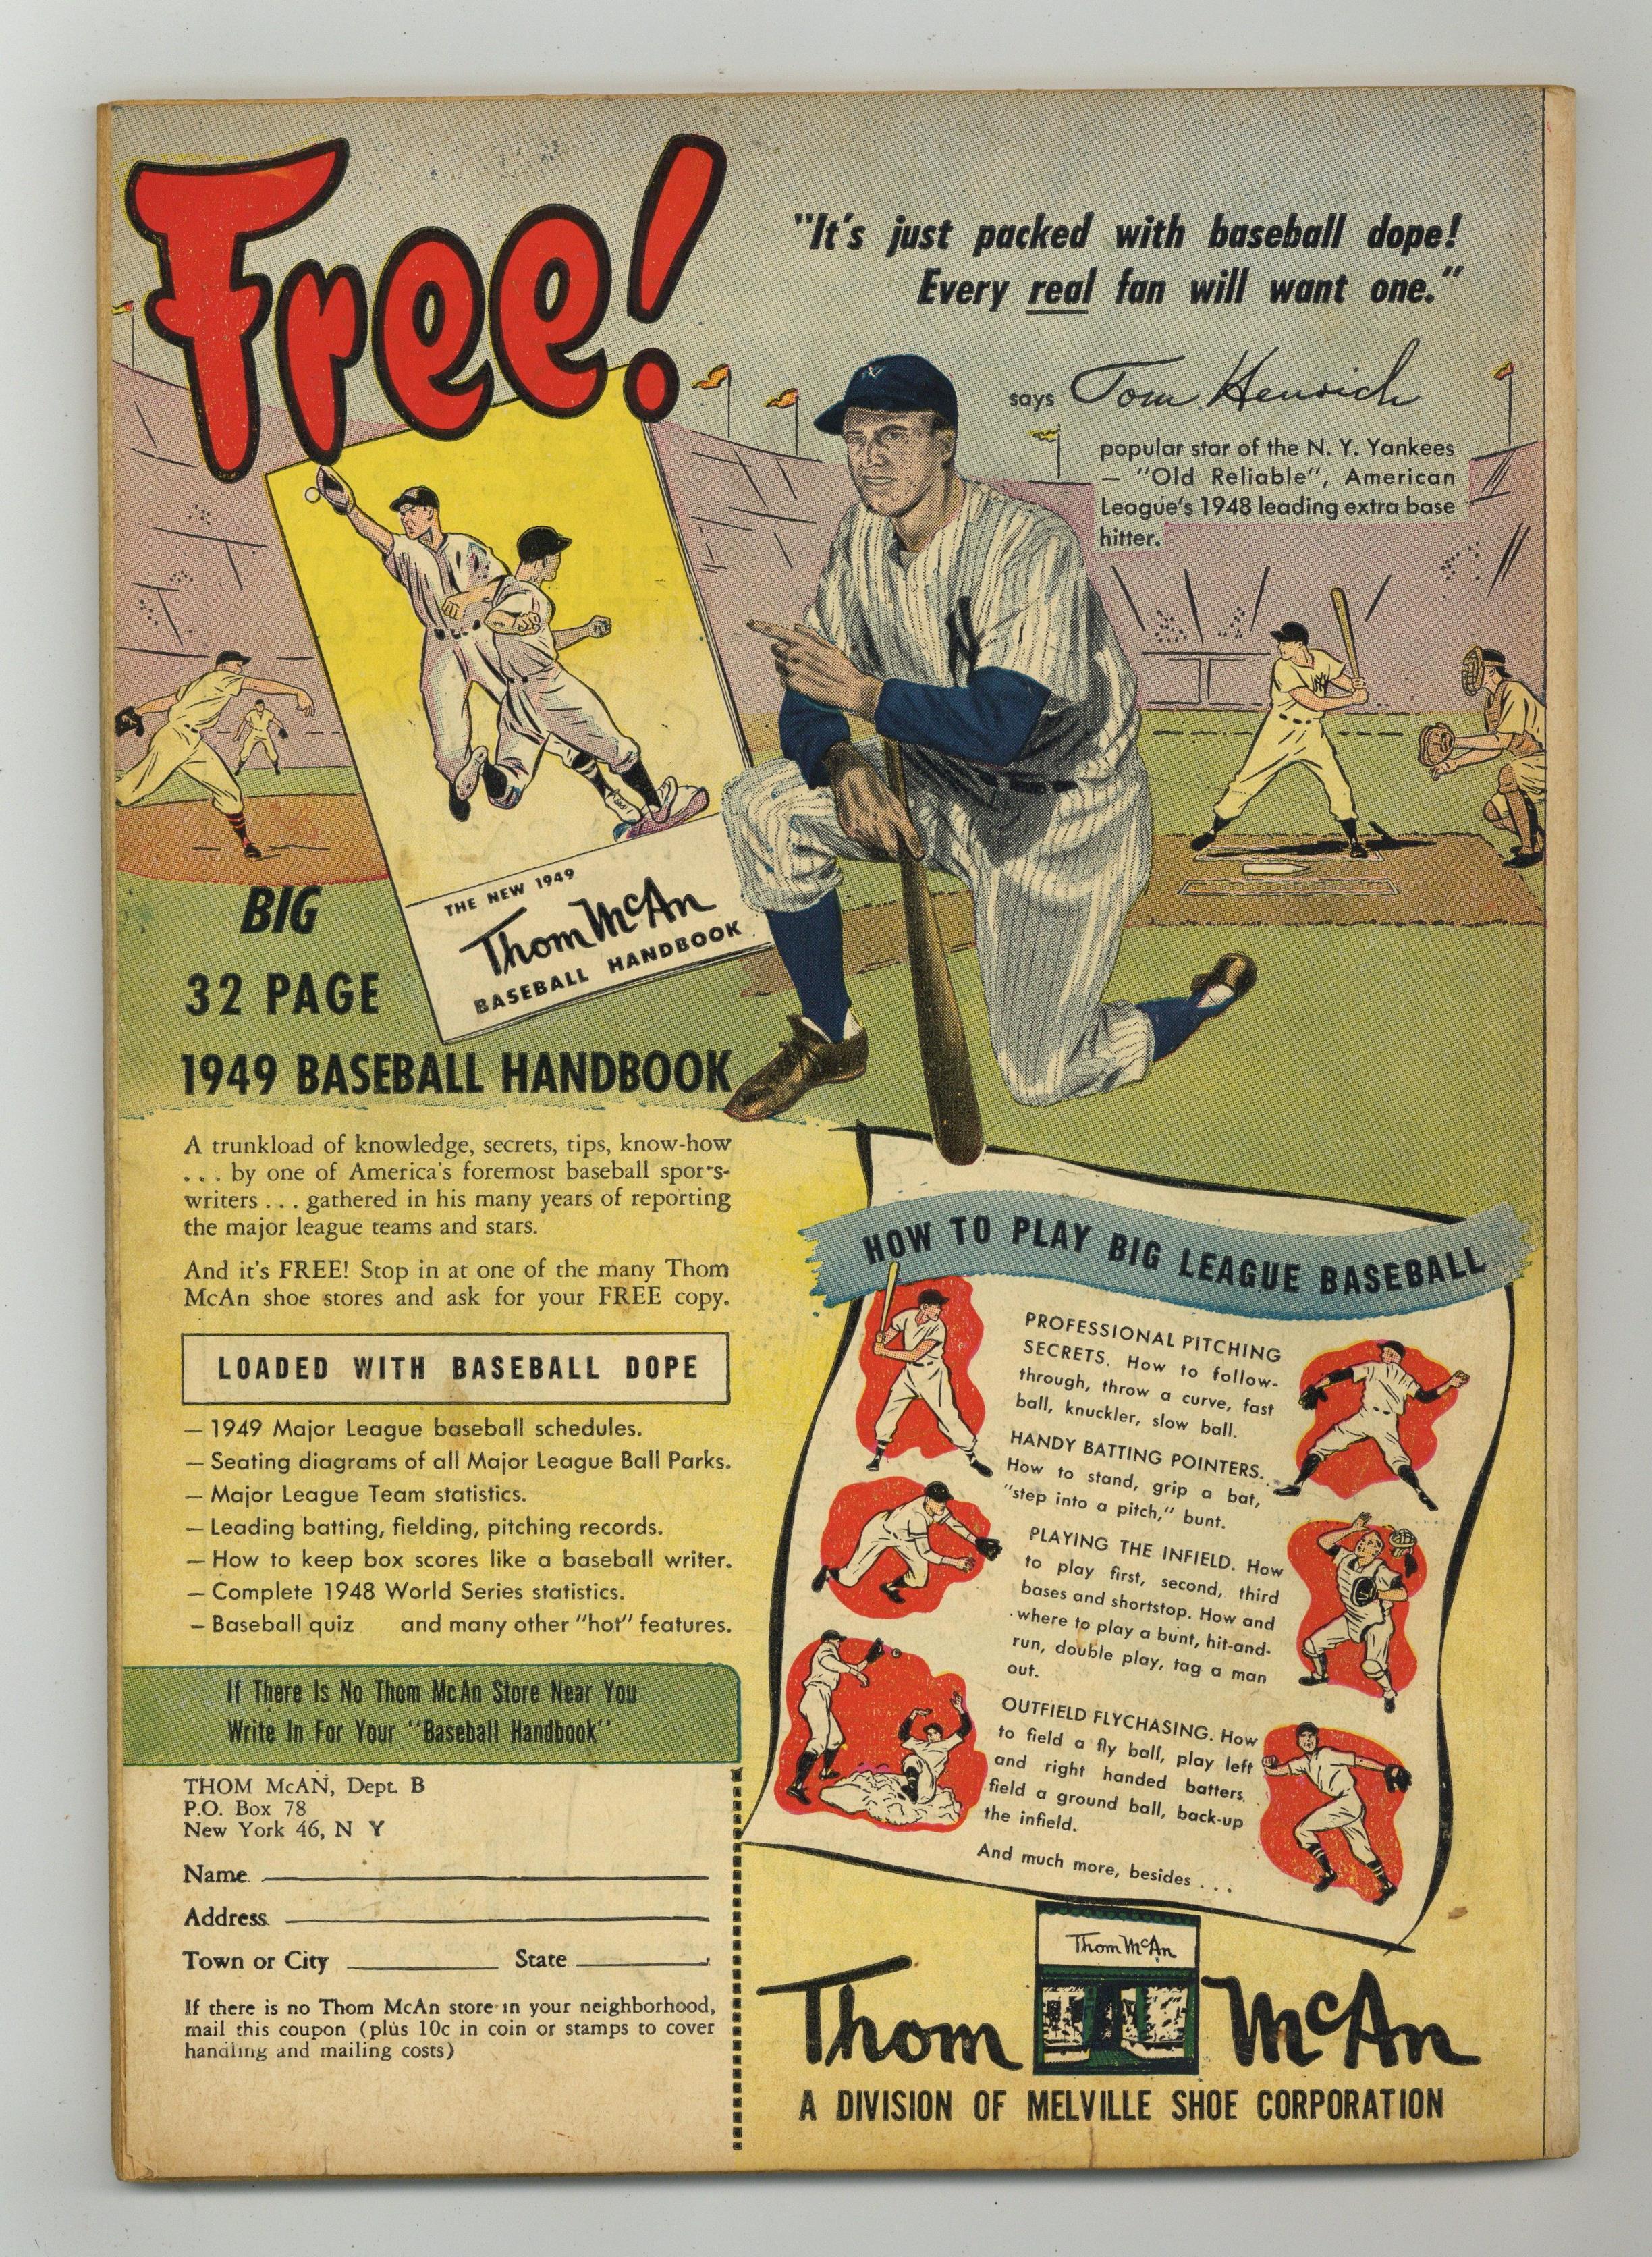 Free!
"It's just packed with baseball dope!
Every real fan will want one."
says Tom Henrich
popular star of the N. Y. Yankees
— "Old Reliable", American
League's 1948 leading extra base
hitter.
THE NEW 1949
Thom McAn
BASEBALL HANDBOOK
BIG
32 PAGE
1949 BASEBALL HANDBOOK
A trunkload of knowledge, secrets, tips, know-how
. . . by one of America's foremost baseball sports-
writers . . . gathered in his many years of reporting
the major league teams and stars.
And it's FREE! Stop in at one of the many Thom
McAn shoe stores and ask for your FREE copy.
LOADED WITH BASEBALL DOPE
— 1949 Major League baseball schedules.
— Seating diagrams of all Major League Ball Parks.
— Major League Team statistics.
— Leading batting, fielding, pitching records.
— How to keep box scores like a baseball writer.
— Complete 1948 World Series statistics.
— Baseball quiz and many other "hot" features.
If There Is No Thom McAn Store Near You
Write In For Your "Baseball Handbook"
THOM McAN, Dept. B
P.O. Box 78
New York 46, N Y
Name
Address
Town or City State
If there is no Thom McAn store in your neighborhood,
mail this coupon (plus 10c in coin or stamps to cover
handling and mailing costs)
HOW TO PLAY BIG LEAGUE BASEBALL
PROFESSIONAL PITCHING
SECRETS. How to follow-
through, throw a curve, fast
ball, knuckler, slow ball.
HANDY BATTING POINTERS.
How to stand, grip a bat,
"step into a pitch," bunt.
PLAYING THE INFIELD. How
to play first, second, third
bases and shortstop. How and
where to play a bunt, hit-and-
run, double play, tag a man
out.
OUTFIELD FLYCHASING. How
to field a fly ball, play left
and right handed batters,
field a ground ball, back-up
the infield.
And much more, besides . . .
Thom McAn
Thom McAn
A DIVISION OF MELVILLE SHOE CORPORATION